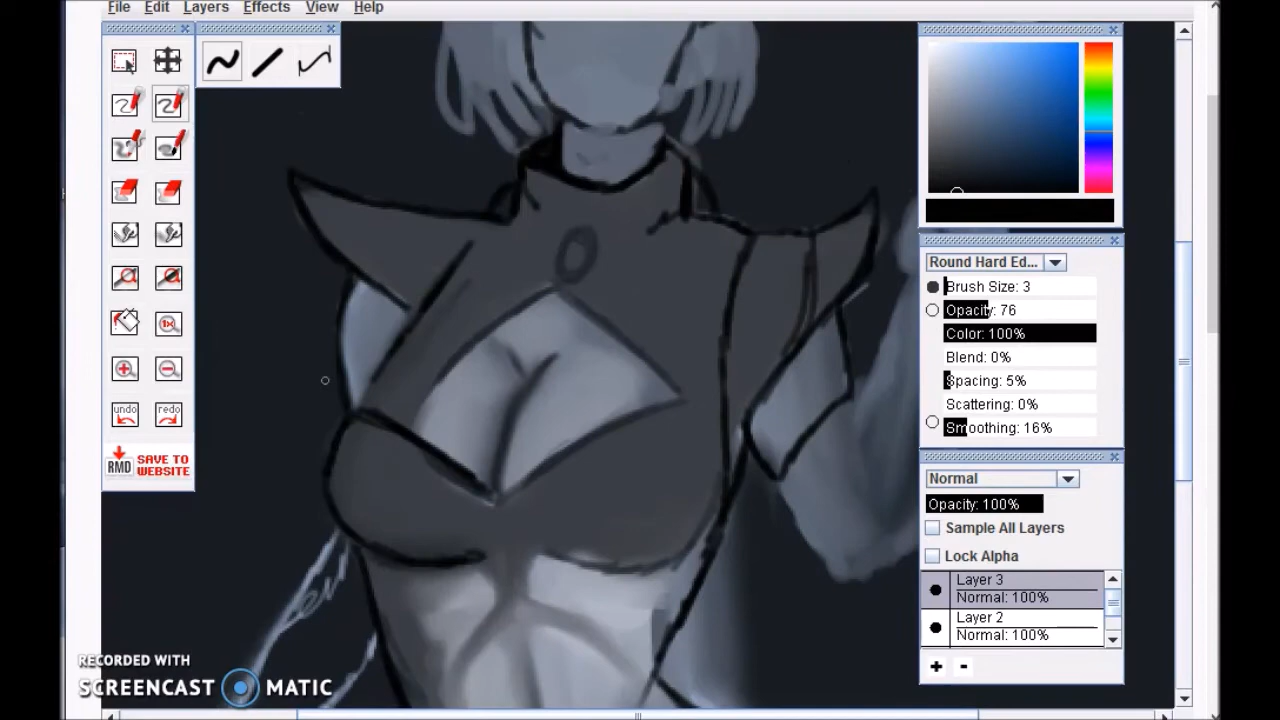 File Edit Layers Effects View Help
Round Hard Ed...
Brush Size: 3
Opacity: 76
Color: 100%
Blend: 0%
Spacing: 5%
Scattering: 0%
Smoothing: 16%
undo redo
RMD SAVE TO WEBSITE
Normal
Opacity: 100%
Sample All Layers
Lock Alpha
Layer 3
Normal: 100%
Layer 2
Normal: 100%
+ -
1x
RECORDED WITH
SCREENCAST MATIC